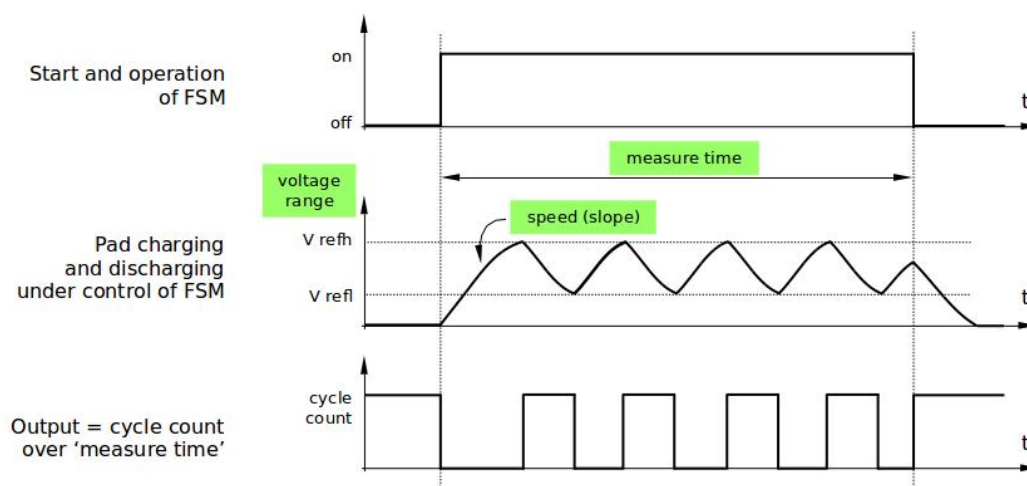 Start and operation
of FSM
on
off
t
measure time
voltage
range
speed (slope)
Pad charging
and discharging
under control of FSM
V refh
V refl
t
Output = cycle count
over ‘measure time’
cycle
count
t